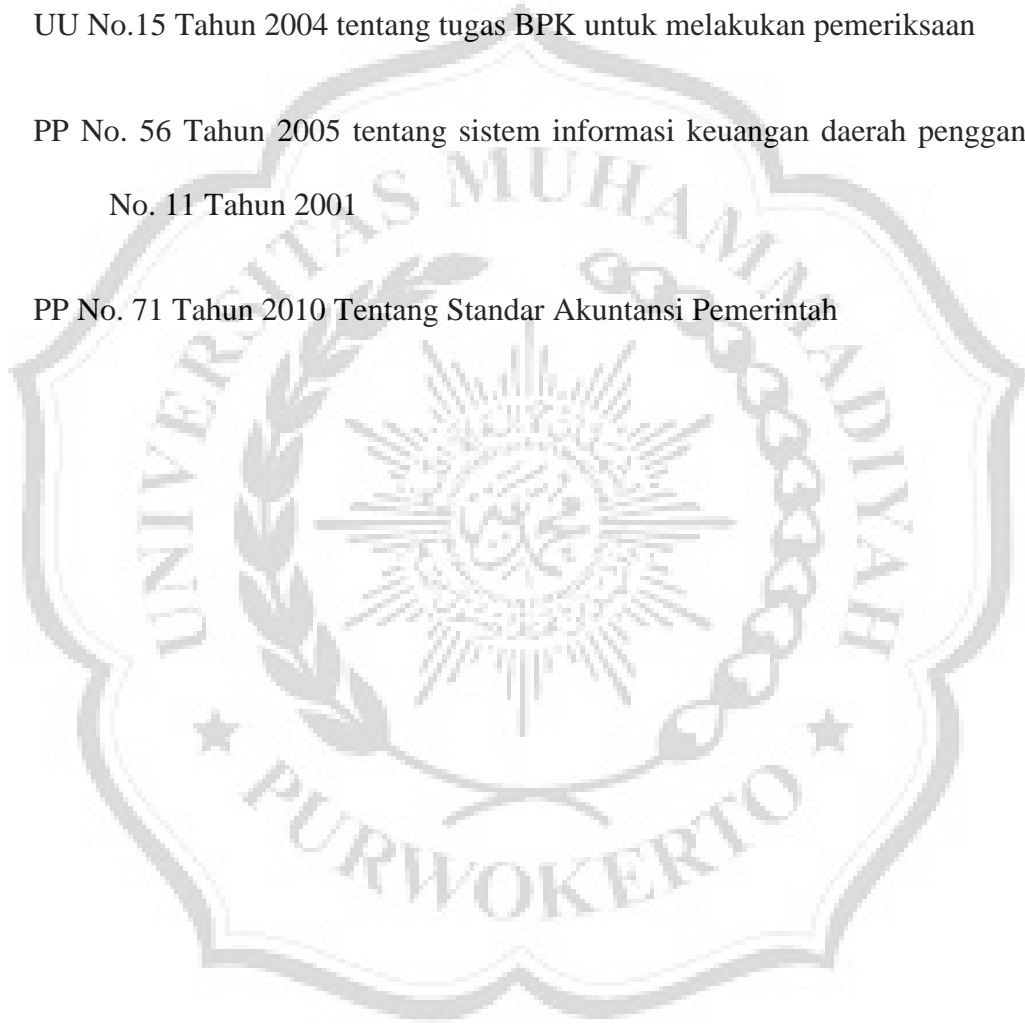 UU No.15 Tahun 2004 tentang tugas BPK untuk melakukan pemeriksaan
PP No. 56 Tahun 2005 tentang sistem informasi keuangan daerah penggan
No. 11 Tahun 2001
PP No. 71 Tahun 2010 Tentang Standar Akuntansi Pemerintah
UNIVERSITAS MUHAMMADIYAH
PURWOKERTO